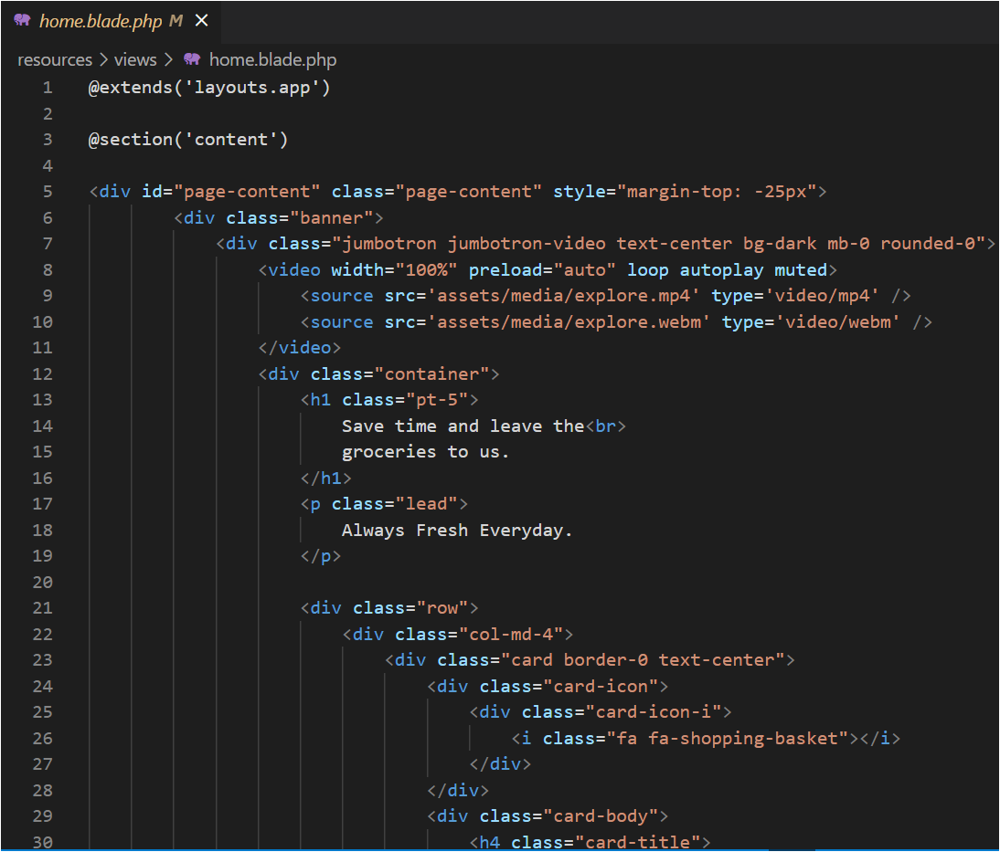 home.blade.php M ×
resources > views > home.blade.php
1 @extends('layouts.app')
2
3 @section('content')
4
5 <div id="page-content" class="page-content" style="margin-top: -25px">
6 <div class="banner">
7 <div class="jumbotron jumbotron-video text-center bg-dark mb-0 rounded-0">
8 <video width="100%" preload="auto" loop autoplay muted>
9 <source src='assets/media/explore.mp4' type='video/mp4' />
10 <source src='assets/media/explore.webm' type='video/webm' />
11 </video>
12 <div class="container">
13 <h1 class="pt-5">
14 Save time and leave the<br>
15 groceries to us.
16 </h1>
17 <p class="lead">
18 Always Fresh Everyday.
19 </p>
20
21 <div class="row">
22 <div class="col-md-4">
23 <div class="card border-0 text-center">
24 <div class="card-icon">
25 <div class="card-icon-i">
26 <i class="fa fa-shopping-basket"></i>
27 </div>
28 </div>
29 <div class="card-body">
30 <h4 class="card-title">